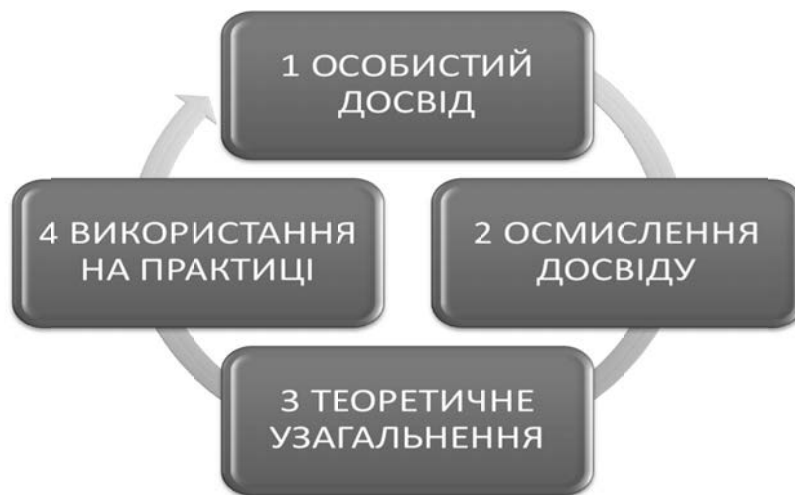 1 ОСОБИСТИЙ
ДОСВІД
2 ОСМИСЛЕННЯ
ДОСВІДУ
3 ТЕОРЕТИЧНЕ
УЗАГАЛЬНЕННЯ
4 ВИКОРИСТАННЯ
НА ПРАКТИЦІ